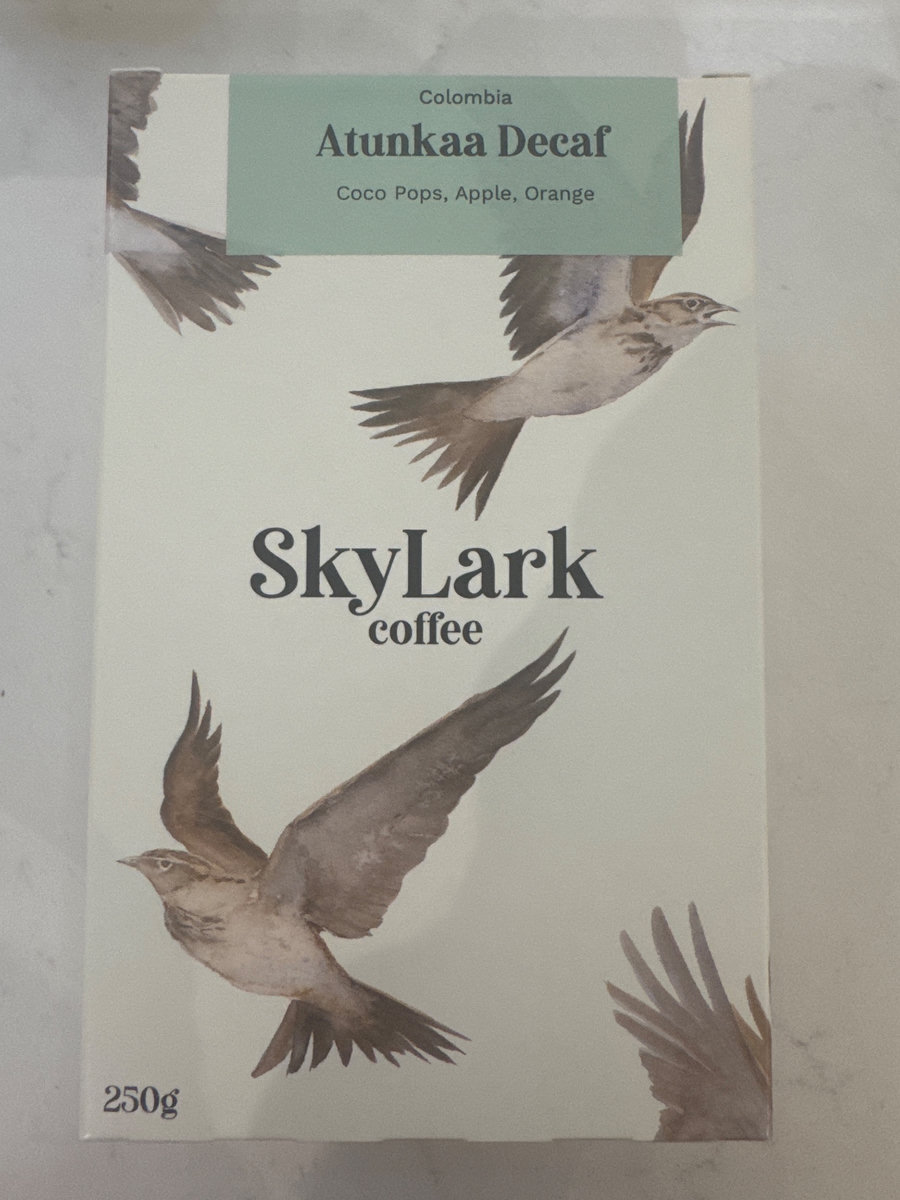 Colombia
Atunkaa Decaf
Coco Pops, Apple, Orange
SkyLark
coffee
250g